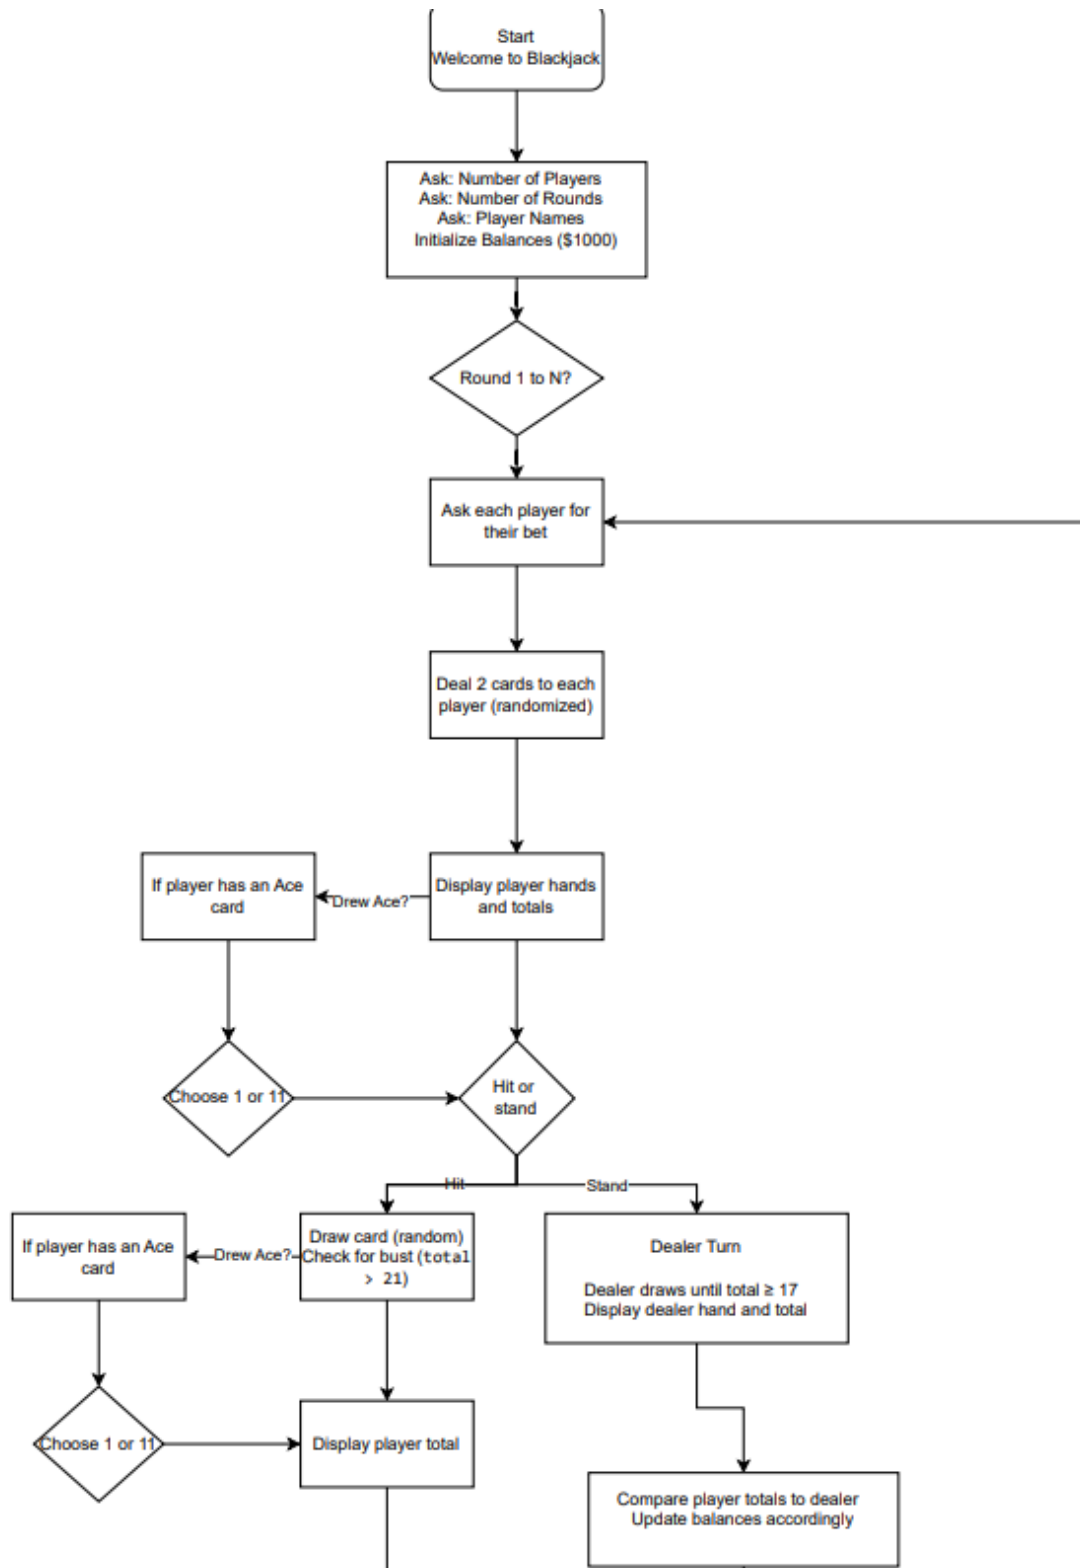 Start
Welcome to Blackjack
Ask: Number of Players
Ask: Number of Rounds
Ask: Player Names
Initialize Balances ($1000)
Round 1 to N?
Ask each player for
their bet
Deal 2 cards to each
player (randomized)
If player has an Ace
card
Drew Ace?
Display player hands
and totals
Choose 1 or 11
Hit or
stand
Hit
Stand
If player has an Ace
card
Drew Ace?
Draw card (random)
Check for bust (total
> 21)
Dealer Turn
Dealer draws until total ≥ 17
Display dealer hand and total
Choose 1 or 11
Display player total
Compare player totals to dealer
Update balances accordingly